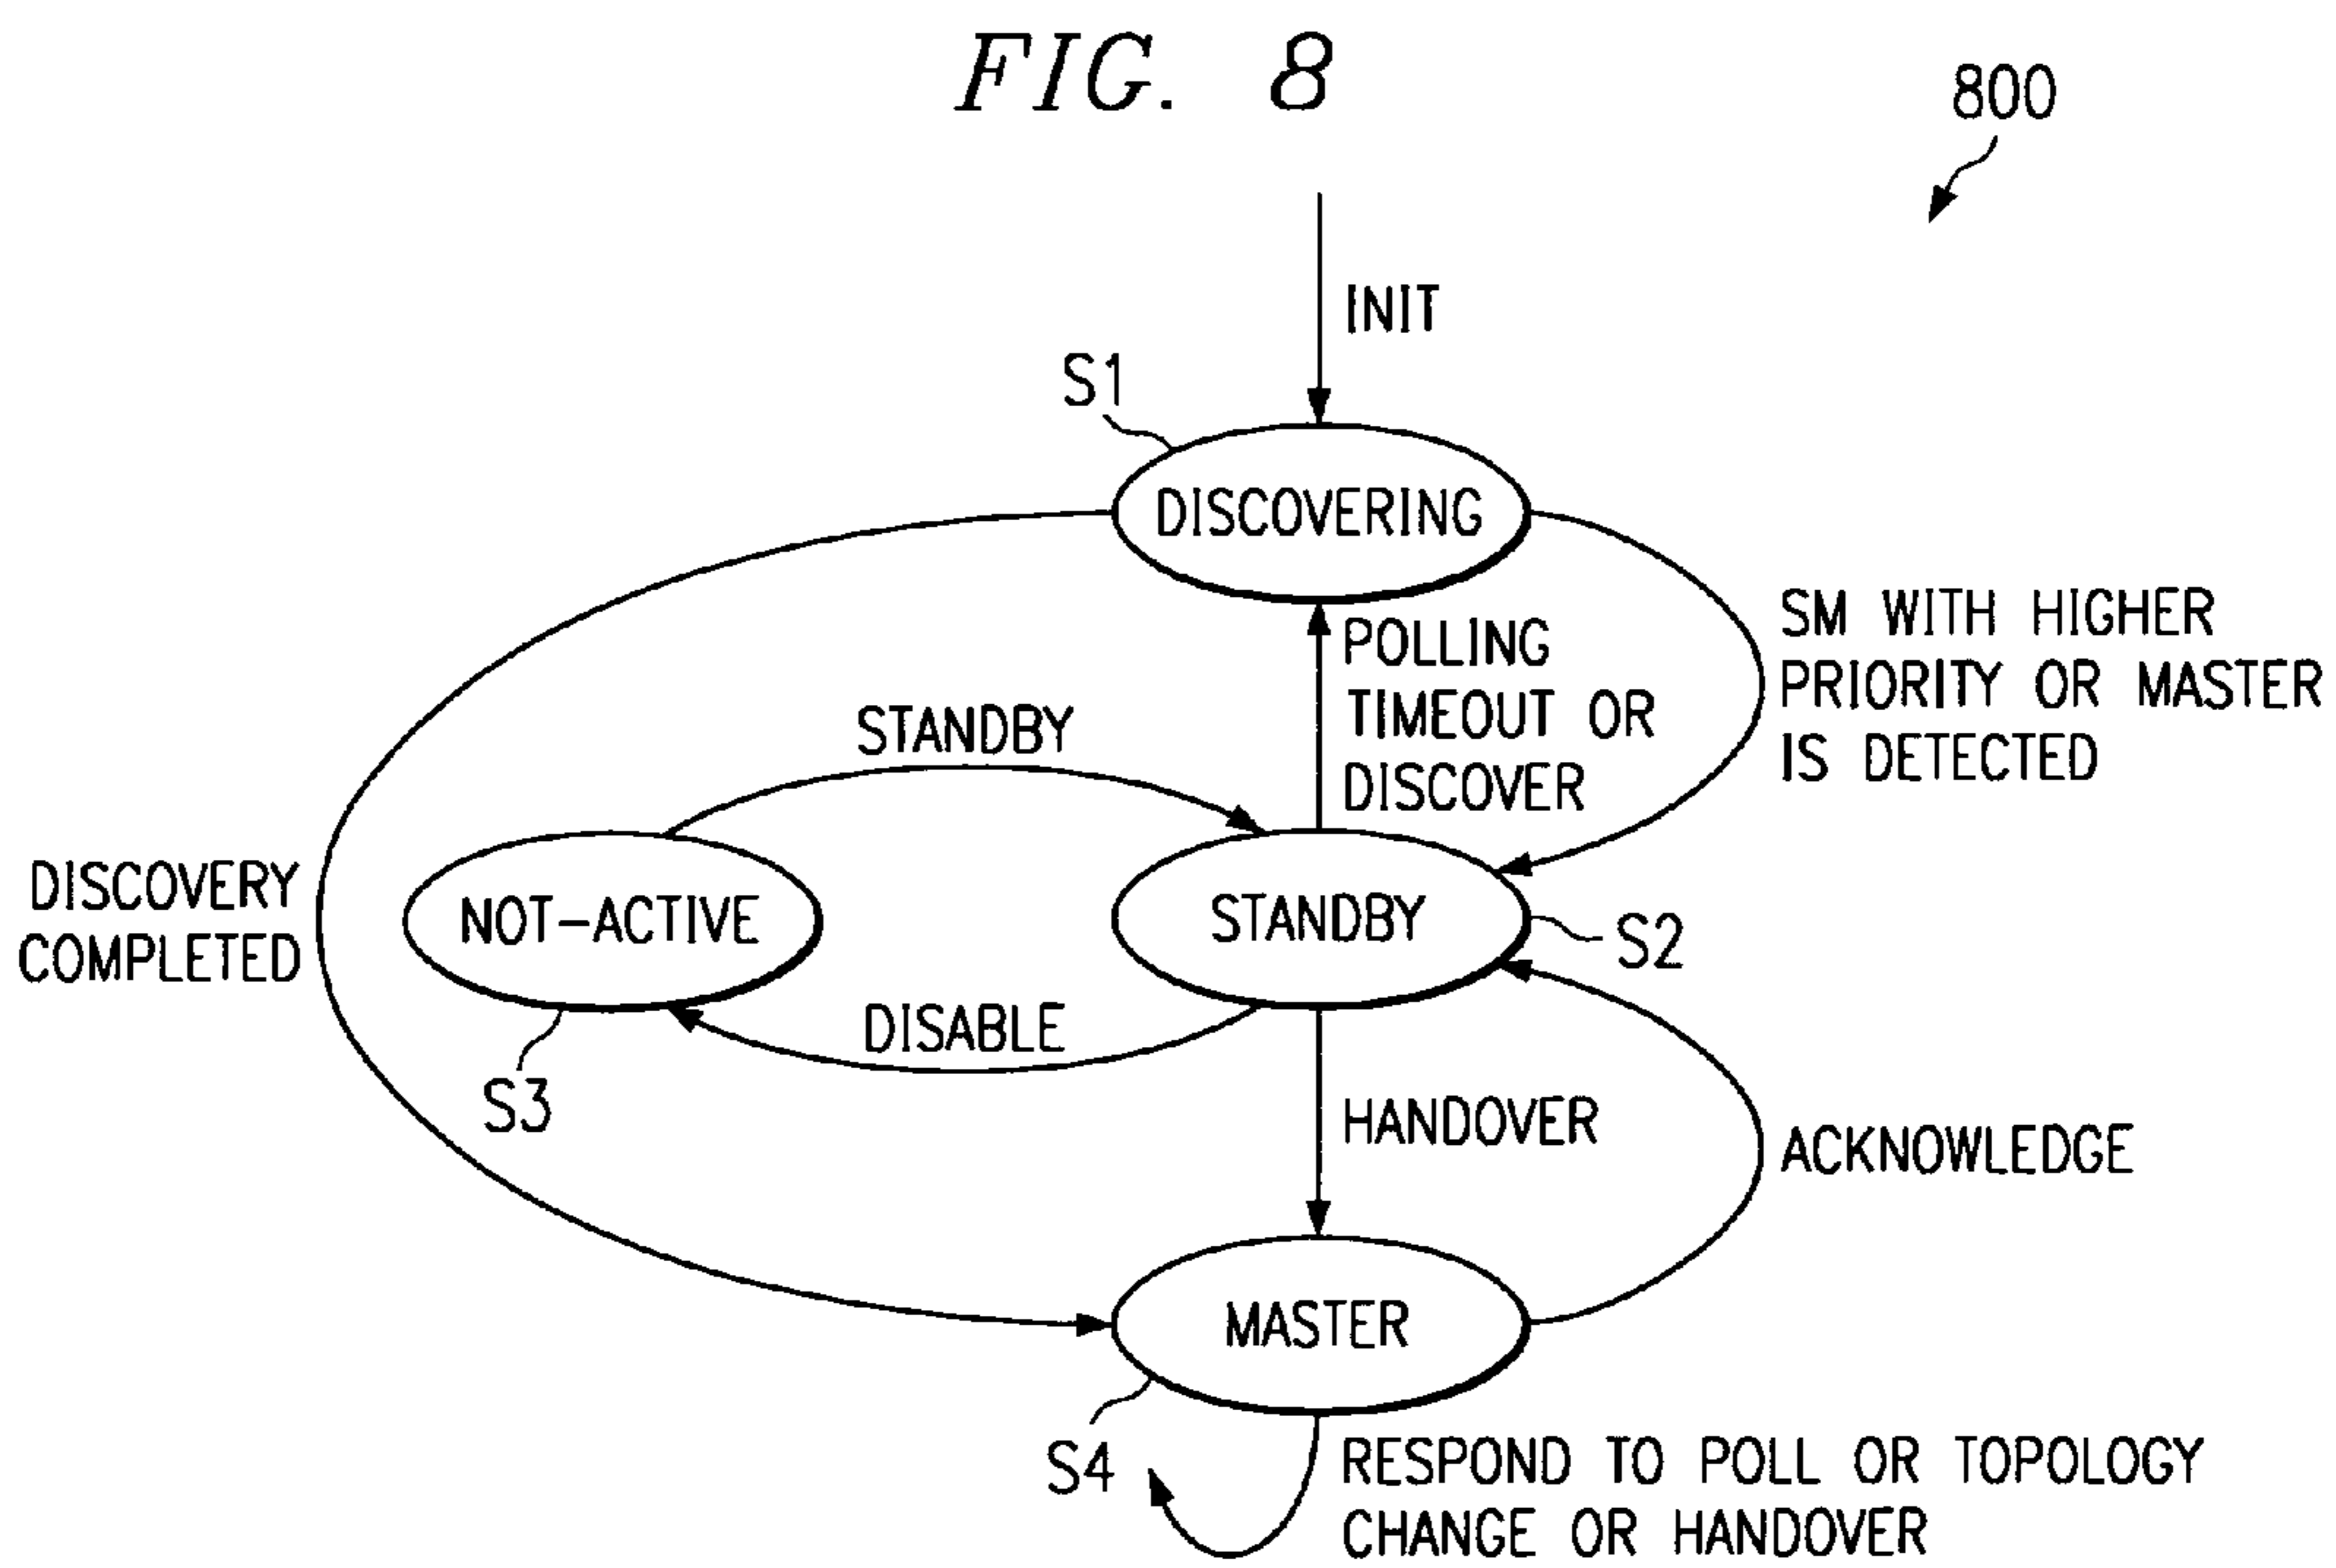 FIG. 8
800
INIT
S1
DISCOVERING
SM WITH HIGHER
PRIORITY OR MASTER
IS DETECTED
POLLING
TIMEOUT OR
DISCOVER
STANDBY
DISCOVERY
COMPLETED
NOT-ACTIVE
STANDBY
S2
DISABLE
S3
HANDOVER
ACKNOWLEDGE
MASTER
S4
RESPOND TO POLL OR TOPOLOGY
CHANGE OR HANDOVER